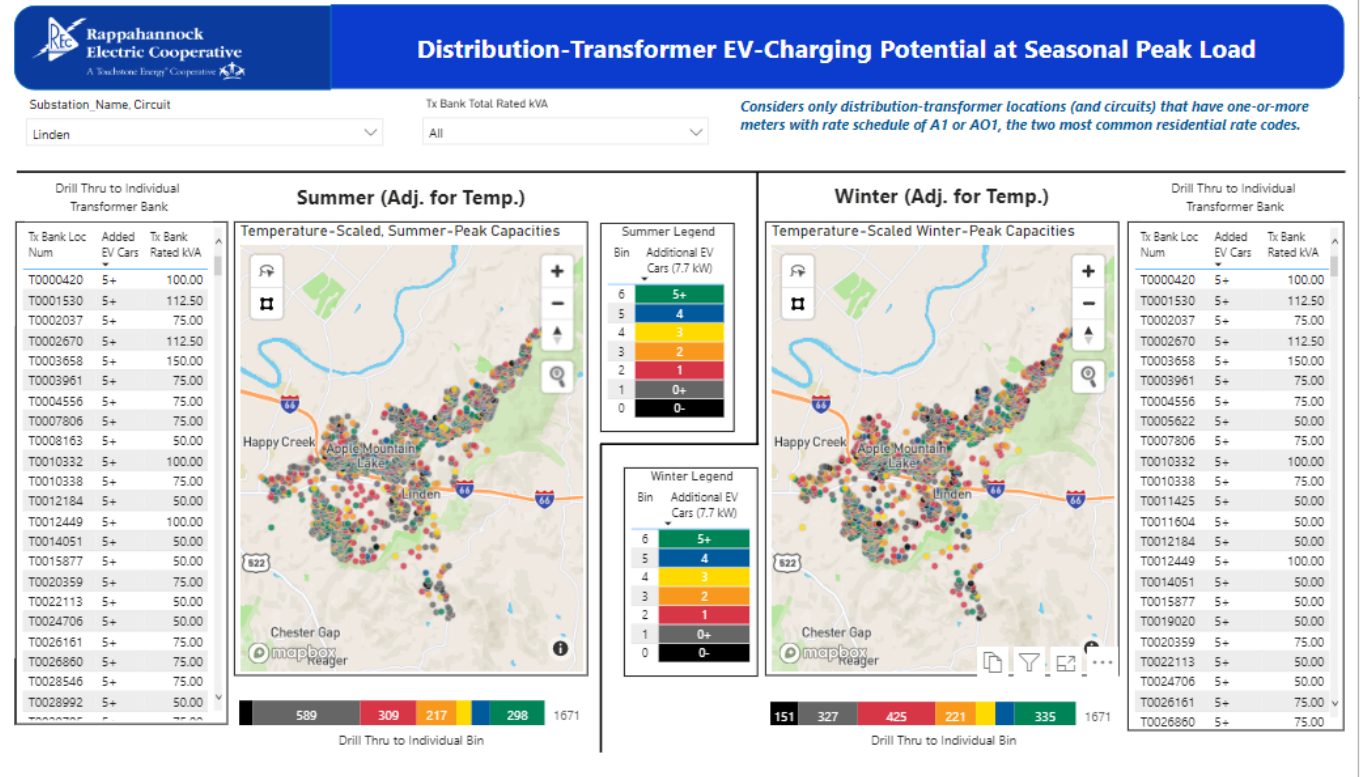 Rappahannock
Electric Cooperative
A Touchstone Energy® Cooperative
REC
Distribution-Transformer EV-Charging Potential at Seasonal Peak Load
Substation_Name, Circuit
Linden
Tx Bank Total Rated kVA
All
Considers only distribution-transformer locations (and circuits) that have one-or-more
meters with rate schedule of A1 or AO1, the two most common residential rate codes.
Drill Thru to Individual
Transformer Bank
Tx Bank Loc Num Added EV Cars Tx Bank Rated kVA
T0000420 5+ 100.00
T0001530 5+ 112.50
T0002037 5+ 75.00
T0002670 5+ 112.50
T0003658 5+ 150.00
T0003961 5+ 75.00
T0004556 5+ 75.00
T0007806 5+ 75.00
T0008163 5+ 50.00
T0010332 5+ 100.00
T0010338 5+ 75.00
T0012184 5+ 50.00
T0012449 5+ 100.00
T0014051 5+ 50.00
T0015877 5+ 50.00
T0020359 5+ 75.00
T0022113 5+ 50.00
T0024706 5+ 50.00
T0026161 5+ 75.00
T0026860 5+ 75.00
T0028546 5+ 75.00
T0028992 5+ 50.00
Summer (Adj. for Temp.)
Temperature-Scaled, Summer-Peak Capacities
66
Happy Creek
Apple Mountain
Lake
Linden
66
66
522
Chester Gap
mapbox
Reager
589 309 217 298 1671
Drill Thru to Individual Bin
Summer Legend
Bin Additional EV Cars (7.7 kW)
6 5+
5 4
4 3
3 2
2 1
1 0+
0 0-
Winter Legend
Bin Additional EV Cars (7.7 kW)
6 5+
5 4
4 3
3 2
2 1
1 0+
0 0-
Winter (Adj. for Temp.)
Temperature-Scaled Winter-Peak Capacities
66
Happy Creek
Apple Mountain
Lake
Linden
66
66
522
Chester Gap
mapbox
Reager
151 327 425 221 335 1671
Drill Thru to Individual Bin
Drill Thru to Individual
Transformer Bank
Tx Bank Loc Num Added EV Cars Tx Bank Rated kVA
T0000420 5+ 100.00
T0001530 5+ 112.50
T0002037 5+ 75.00
T0002670 5+ 112.50
T0003658 5+ 150.00
T0003961 5+ 75.00
T0004556 5+ 75.00
T0005622 5+ 50.00
T0007806 5+ 75.00
T0010332 5+ 100.00
T0010338 5+ 75.00
T0011425 5+ 50.00
T0011604 5+ 50.00
T0012184 5+ 50.00
T0012449 5+ 100.00
T0014051 5+ 50.00
T0015877 5+ 50.00
T0019020 5+ 50.00
T0020359 5+ 75.00
T0022113 5+ 50.00
T0024706 5+ 50.00
T0026161 5+ 75.00
T0026860 5+ 75.00